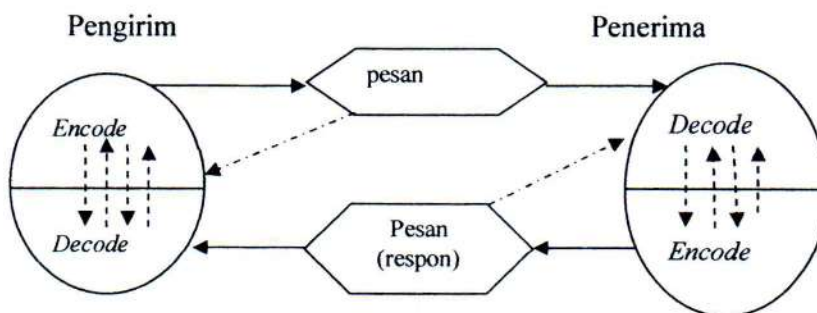 Pengirim
Penerima
pesan
Encode
Decode
Decode
Encode
Pesan
(respon)